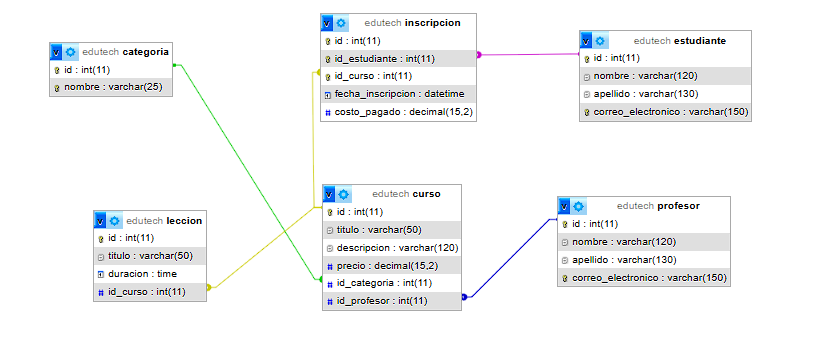 edutech categoria
id : int(11)
nombre : varchar(25)
edutech inscripcion
id : int(11)
id_estudiante : int(11)
id_curso : int(11)
fecha_inscripcion : datetime
costo_pagado : decimal(15,2)
edutech estudiante
id : int(11)
nombre : varchar(120)
apellido : varchar(130)
correo_electronico : varchar(150)
edutech leccion
id : int(11)
titulo : varchar(50)
duracion : time
id_curso : int(11)
edutech curso
id : int(11)
titulo : varchar(50)
descripcion : varchar(120)
precio : decimal(15,2)
id_categoria : int(11)
id_profesor : int(11)
edutech profesor
id : int(11)
nombre : varchar(120)
apellido : varchar(130)
correo_electronico : varchar(150)